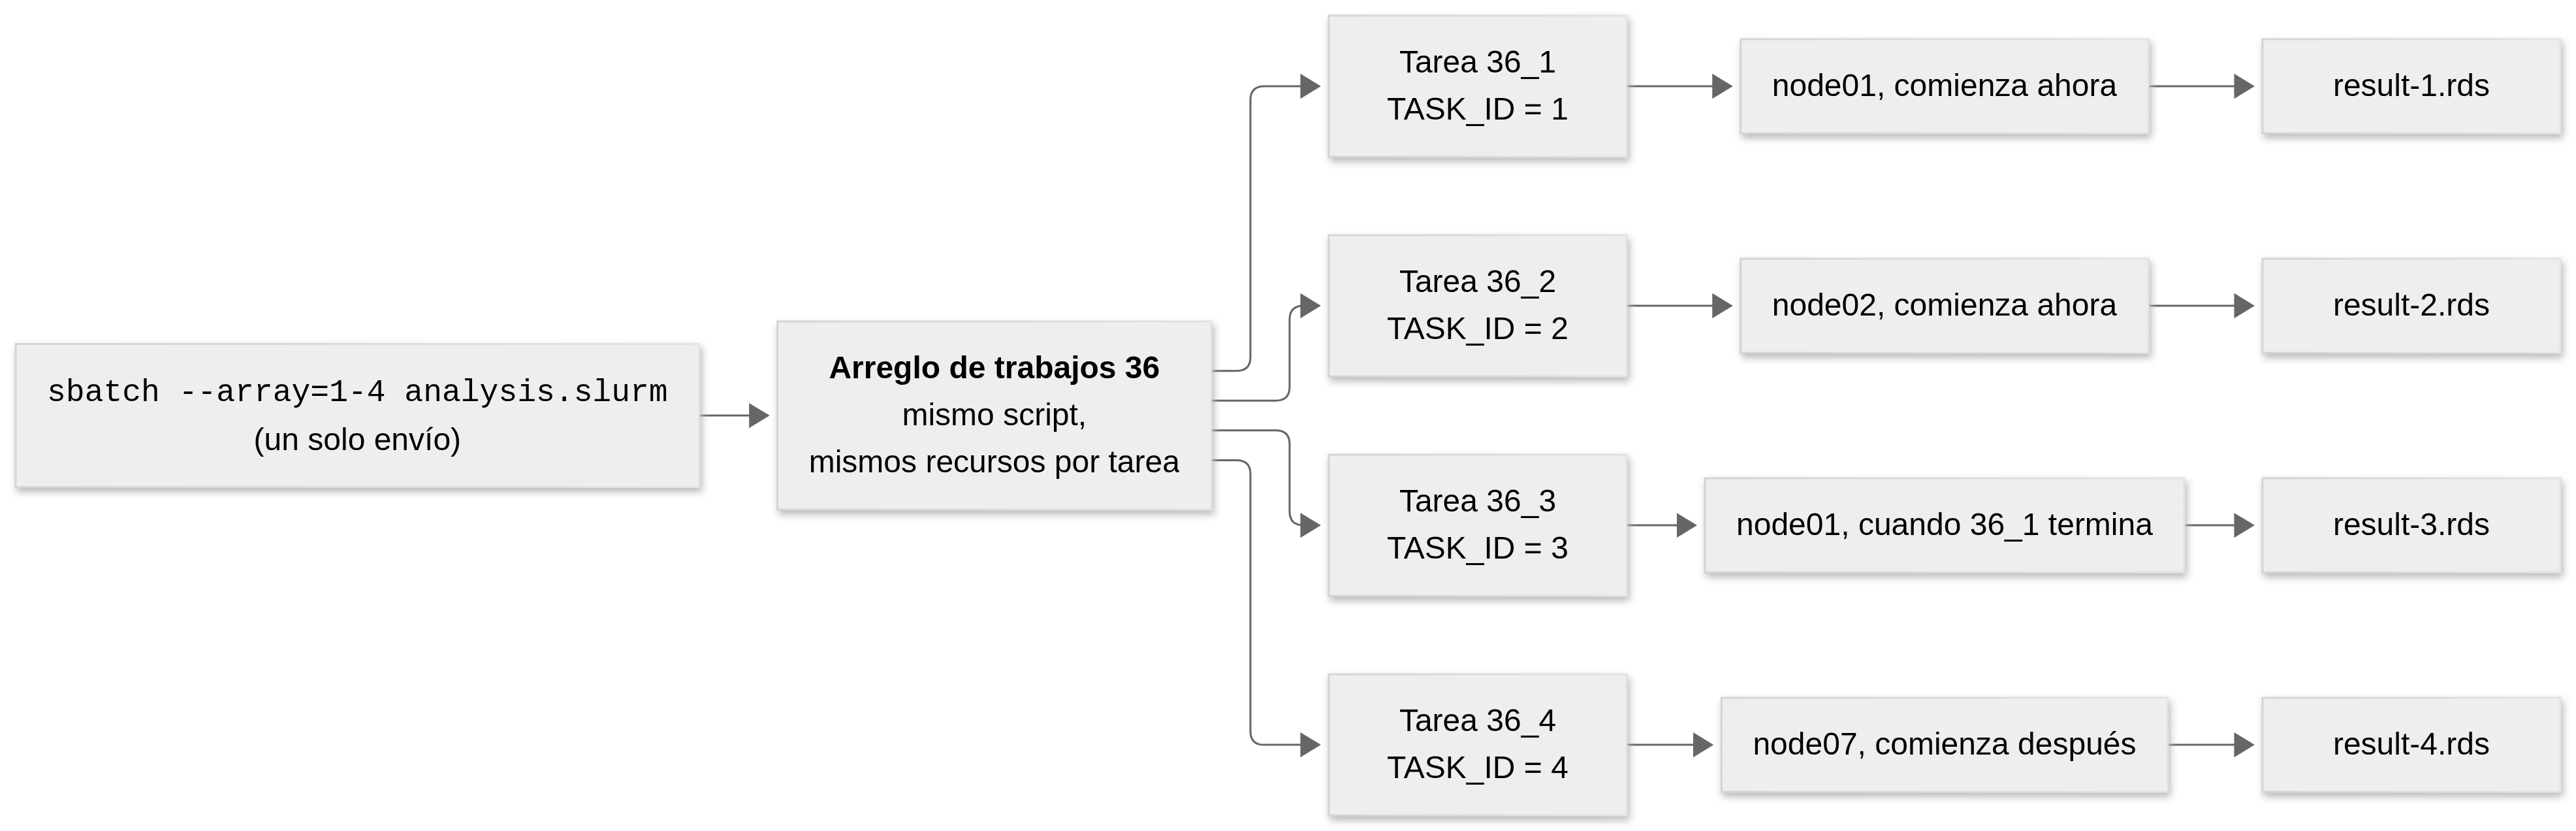 sbatch --array=1-4 analysis.slurm
(un solo envío)
Arreglo de trabajos 36
mismo script,
mismos recursos por tarea
Tarea 36_1
TASK_ID = 1
node01, comienza ahora
result-1.rds
Tarea 36_2
TASK_ID = 2
node02, comienza ahora
result-2.rds
Tarea 36_3
TASK_ID = 3
node01, cuando 36_1 termina
result-3.rds
Tarea 36_4
TASK_ID = 4
node07, comienza después
result-4.rds